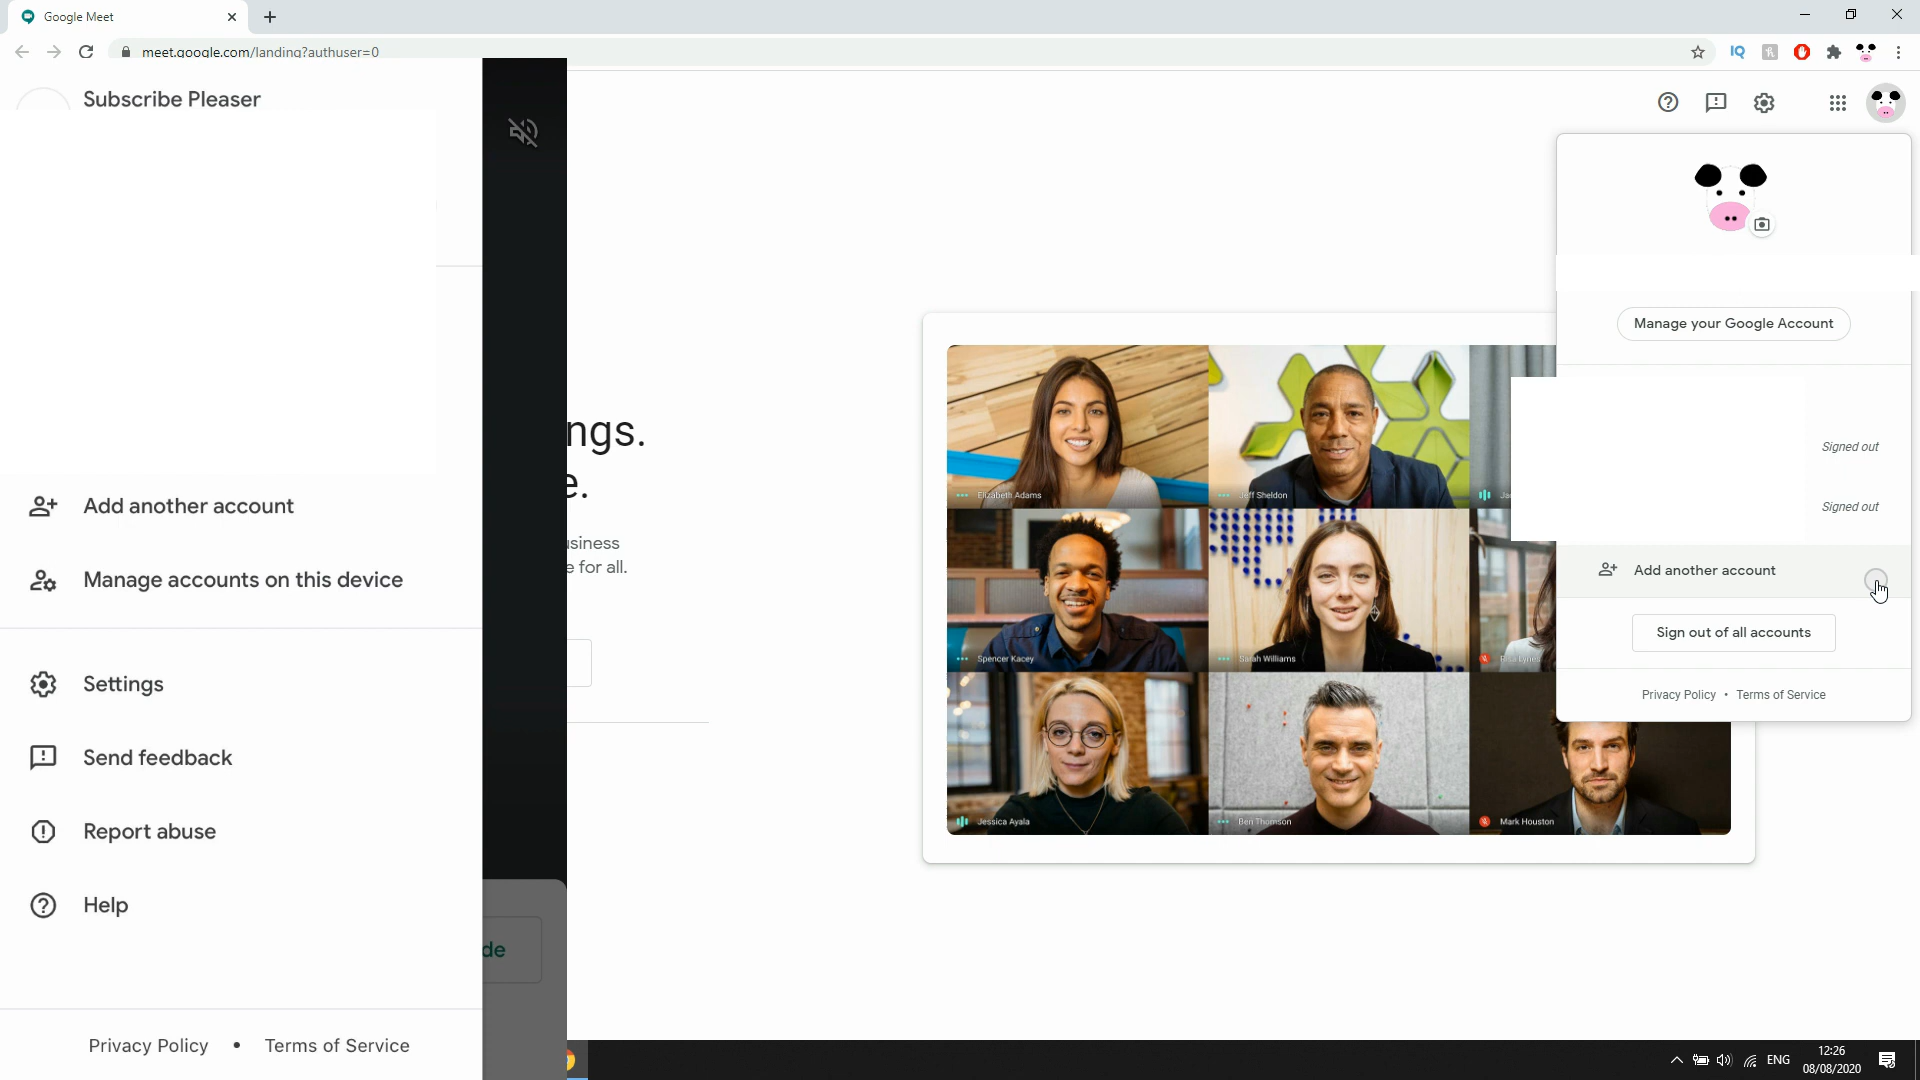 Google Meet
meet.google.com/landing?authuser=0
Subscribe Pleaser
Add another account
Manage accounts on this device
Settings
Send feedback
Report abuse
Help
Privacy Policy • Terms of Service
de
ngs.
e.
usiness
e for all.
Elizabeth Adams
Jeff Sheldon
Spencer Kacey
Sarah Williams
Jessica Ayala
Ben Thomson
Mark Houston
Manage your Google Account
Signed out
Signed out
Add another account
Sign out of all accounts
Privacy Policy • Terms of Service
ENG
12:26
08/08/2020